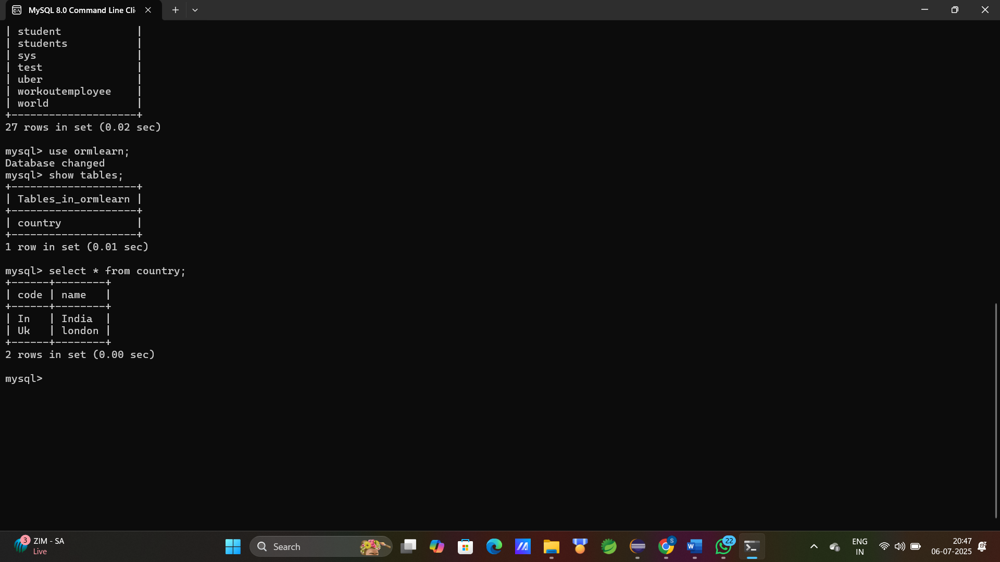 MySQL 8.0 Command Line Cli
| student            |
| students           |
| sys                |
| test               |
| uber               |
| workoutemployee    |
| world              |
+--------------------+
27 rows in set (0.02 sec)
mysql> use ormlearn;
Database changed
mysql> show tables;
+--------------------+
| Tables_in_ormlearn |
+--------------------+
| country            |
+--------------------+
1 row in set (0.01 sec)
mysql> select * from country;
+------+--------+
| code | name   |
+------+--------+
| In   | India  |
| Uk   | london |
+------+--------+
2 rows in set (0.00 sec)
mysql>
3 ZIM - SA
Live
Search
S
W
22
ENG
IN
20:47
06-07-2025